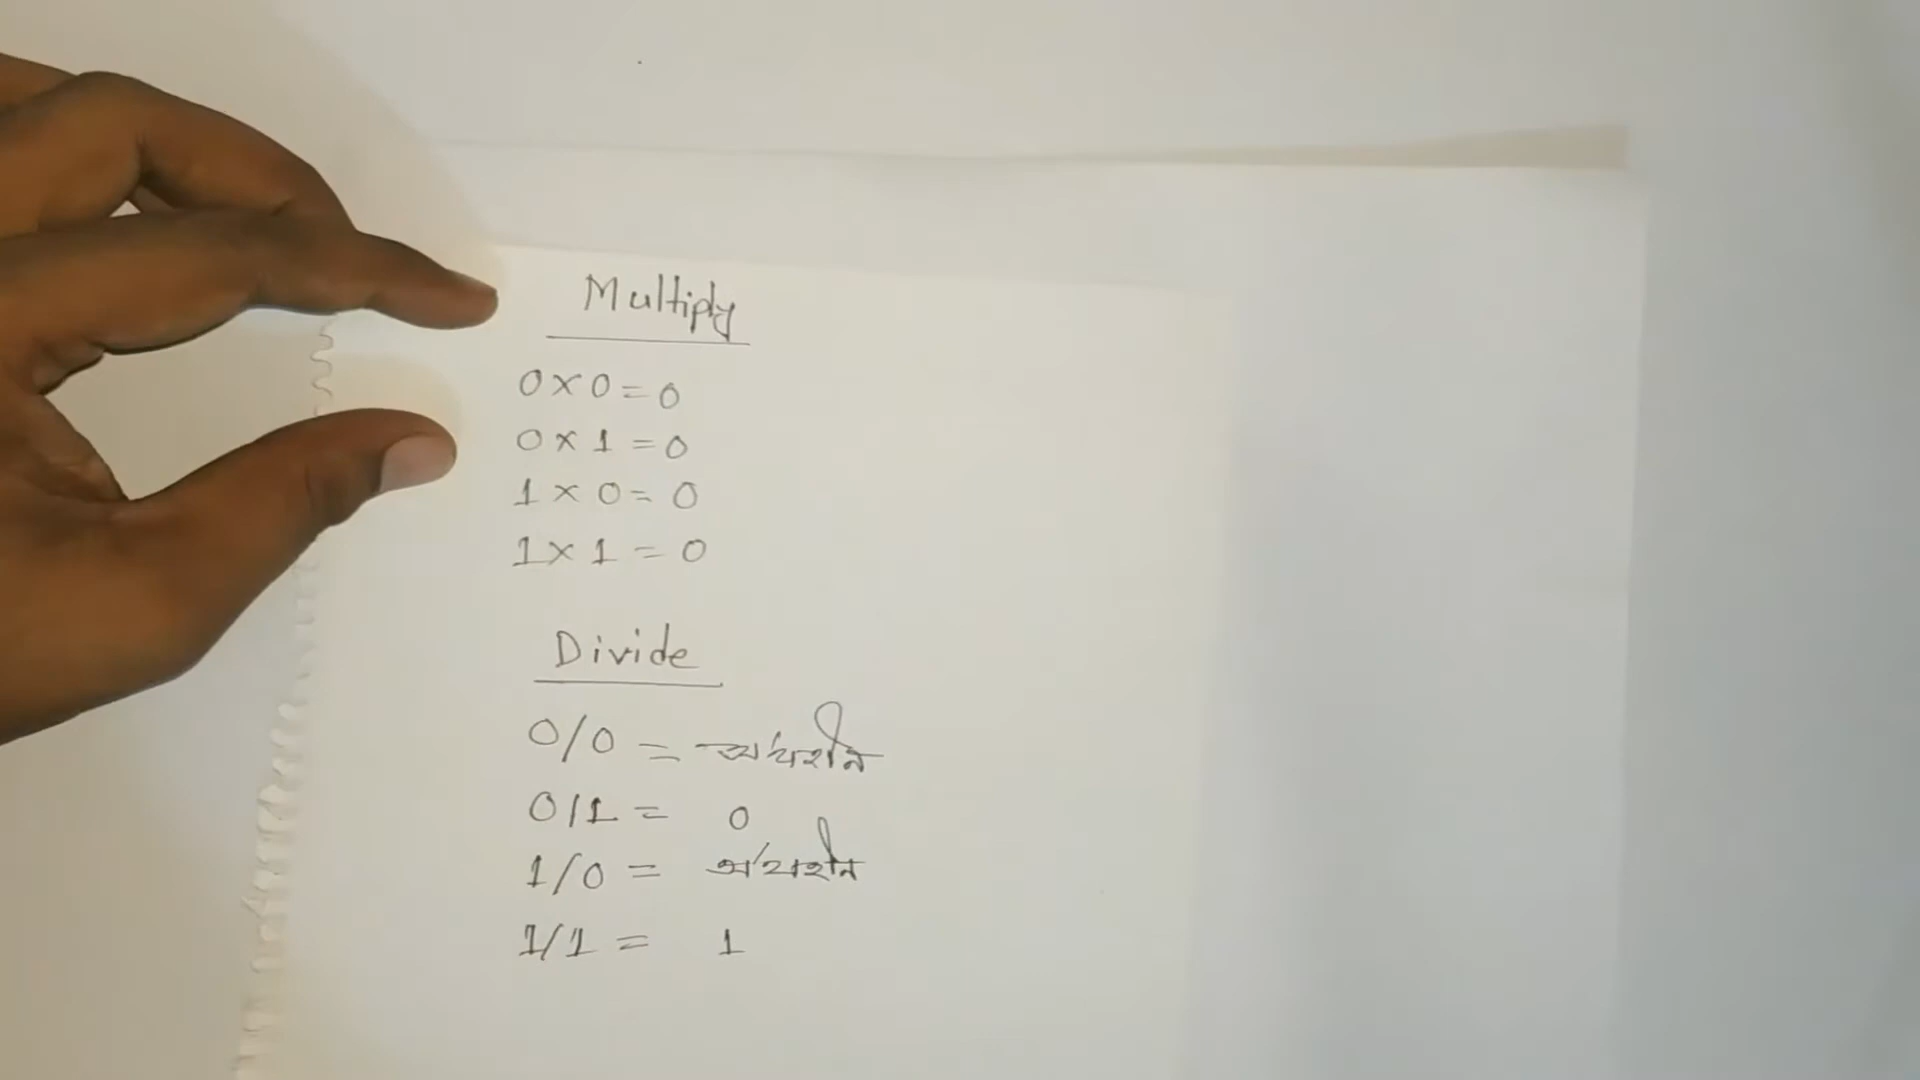 Multiply
0 x 0 = 0
0 x 1 = 0
1 x 0 = 0
1 x 1 = 0
Divide
0/0 = অর্থহীন
0/1 = 0
1/0 = অর্থহীন
1/1 = 1